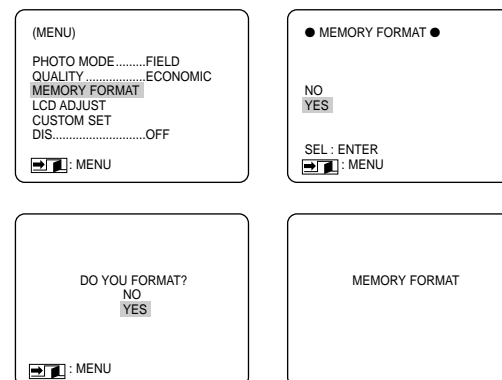 (MENU)
PHOTO MODE.........FIELD
QUALITY..................ECONOMIC
MEMORY FORMAT
LCD ADJUST
CUSTOM SET
DIS............................OFF
: MENU
● MEMORY FORMAT ●
NO
YES
SEL : ENTER
: MENU
DO YOU FORMAT?
NO
YES
: MENU
MEMORY FORMAT